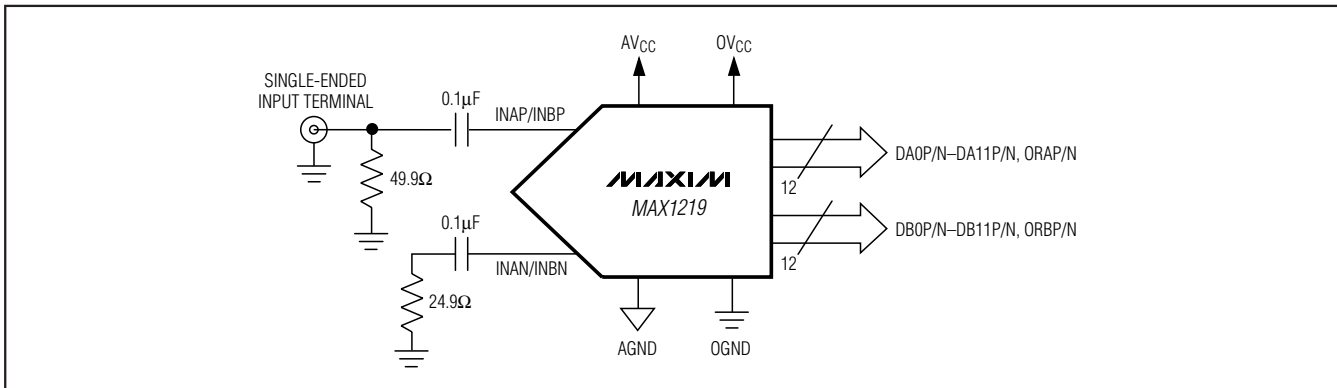 AVCC
OVCC
SINGLE-ENDED
INPUT TERMINAL
0.1μF
INAP/INBP
49.9Ω
DA0P/N–DA11P/N, ORAP/N
12
MAXIM
MAX1219
0.1μF
INAN/INBN
24.9Ω
DB0P/N–DB11P/N, ORBP/N
12
AGND
OGND